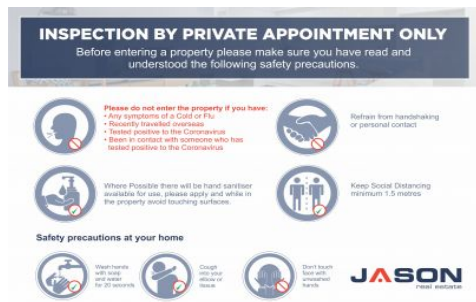 INSPECTION BY PRIVATE APPOINTMENT ONLY
Before entering a property please make sure you have read and
understood the following safety precautions.
Please do not enter the property if you have:
• Any symptoms of a Cold or Flu
• Recently travelled overseas
• Tested positive to the Coronavirus
• Been in contact with someone who has
tested positive to the Coronavirus
Refrain from handshaking
or personal contact
Where Possible there will be hand sanitiser
available for use, please apply and while in
the property avoid touching surfaces.
Keep Social Distancing
minimum 1.5 metres
Safety precautions at your home
Wash hands
with soap
and water
for 20 seconds
Cough
into your
elbow or
tissue
Don't touch
face with
unwashed
hands
JASON
real estate